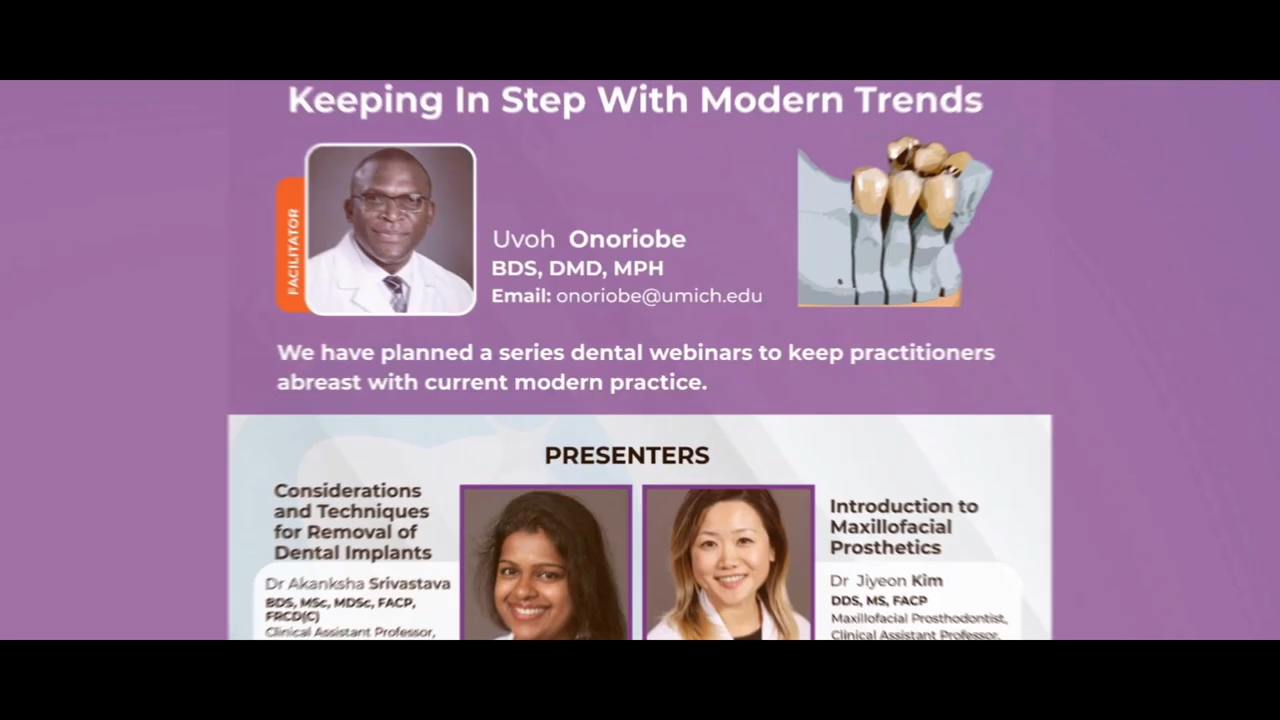 Keeping In Step With Modern Trends
FACILITATOR
Uvoh Onoriobe
BDS, DMD, MPH
Email: onoriobe@umich.edu
We have planned a series dental webinars to keep practitioners
abreast with current modern practice.
PRESENTERS
Considerations
and Techniques
for Removal of
Dental Implants
Dr Akanksha Srivastava
BDS, MSc, MDSc, FACP,
FRCD(C)
Clinical Assistant Professor,
Introduction to
Maxillofacial
Prosthetics
Dr Jiyeon Kim
DDS, MS, FACP
Maxillofacial Prosthodontist,
Clinical Assistant Professor,